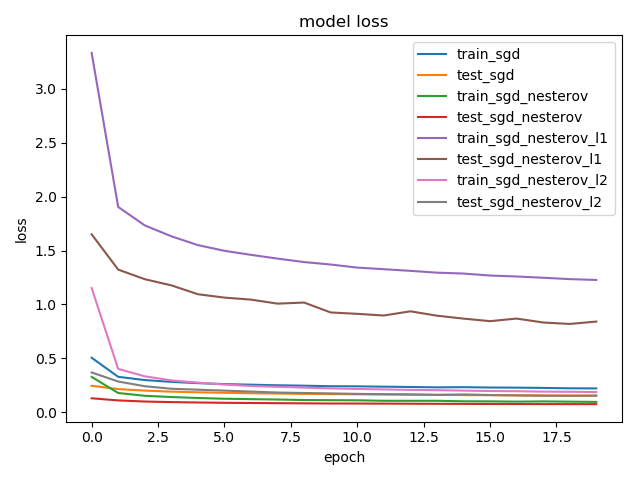 model loss
loss
3.0
2.5
2.0
1.5
1.0
0.5
0.0
train_sgd
test_sgd
train_sgd_nesterov
test_sgd_nesterov
train_sgd_nesterov_l1
test_sgd_nesterov_l1
train_sgd_nesterov_l2
test_sgd_nesterov_l2
0.0 2.5 5.0 7.5 10.0 12.5 15.0 17.5
epoch